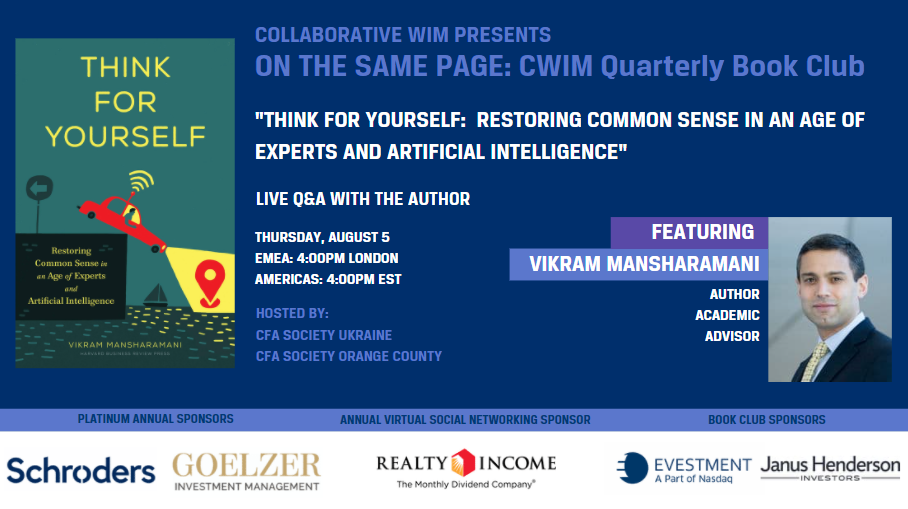 COLLABORATIVE WIM PRESENTS
ON THE SAME PAGE: CWIM Quarterly Book Club
THINK
FOR
YOURSELF
Restoring
Common Sense in
an Age of Experts
and
Artificial Intelligence
VIKRAM MANSHARAMANI
HARVARD BUSINESS REVIEW PRESS
"THINK FOR YOURSELF: RESTORING COMMON SENSE IN AN AGE OF
EXPERTS AND ARTIFICIAL INTELLIGENCE"
LIVE Q&A WITH THE AUTHOR
THURSDAY, AUGUST 5
EMEA: 4:00PM LONDON
AMERICAS: 4:00PM EST
HOSTED BY:
CFA SOCIETY UKRAINE
CFA SOCIETY ORANGE COUNTY
FEATURING
VIKRAM MANSHARAMANI
AUTHOR
ACADEMIC
ADVISOR
PLATINUM ANNUAL SPONSORS
Schroders
GOELZER
INVESTMENT MANAGEMENT
ANNUAL VIRTUAL SOCIAL NETWORKING SPONSOR
REALTY INCOME
The Monthly Dividend Company®
BOOK CLUB SPONSORS
EVESTMENT
A Part of Nasdaq
Janus Henderson
INVESTORS